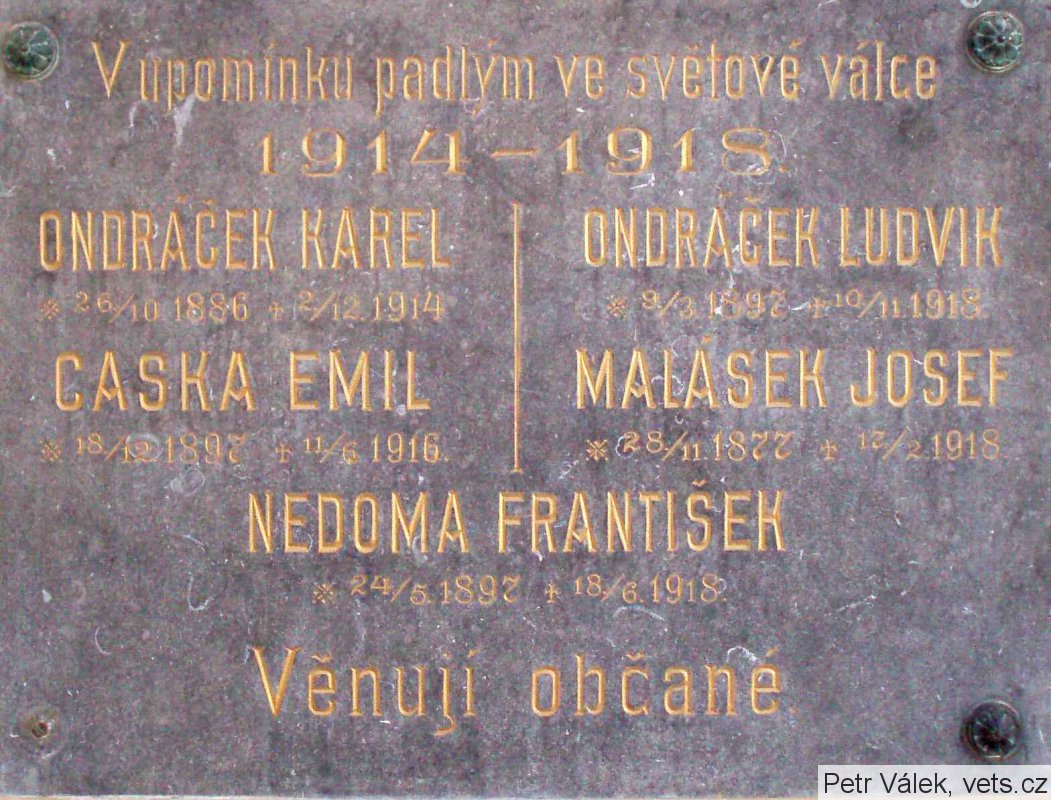 V upomínku padlým ve světové válce
1914–1918.
ONDRÁČEK KAREL
* 26/10 1886 + 2/12.1914
CASKA EMIL
* 18/12 1897 + 11/6 1916.
ONDRÁČEK LUDVIK
* 9/3.1897 + 10/11.1918.
MALÁSEK JOSEF
* 28/11.1877 + 17/2.1918
NEDOMA FRANTIŠEK
* 24/5.1897 + 18/6.1918.
Věnují občané.
Petr Válek, vets.cz